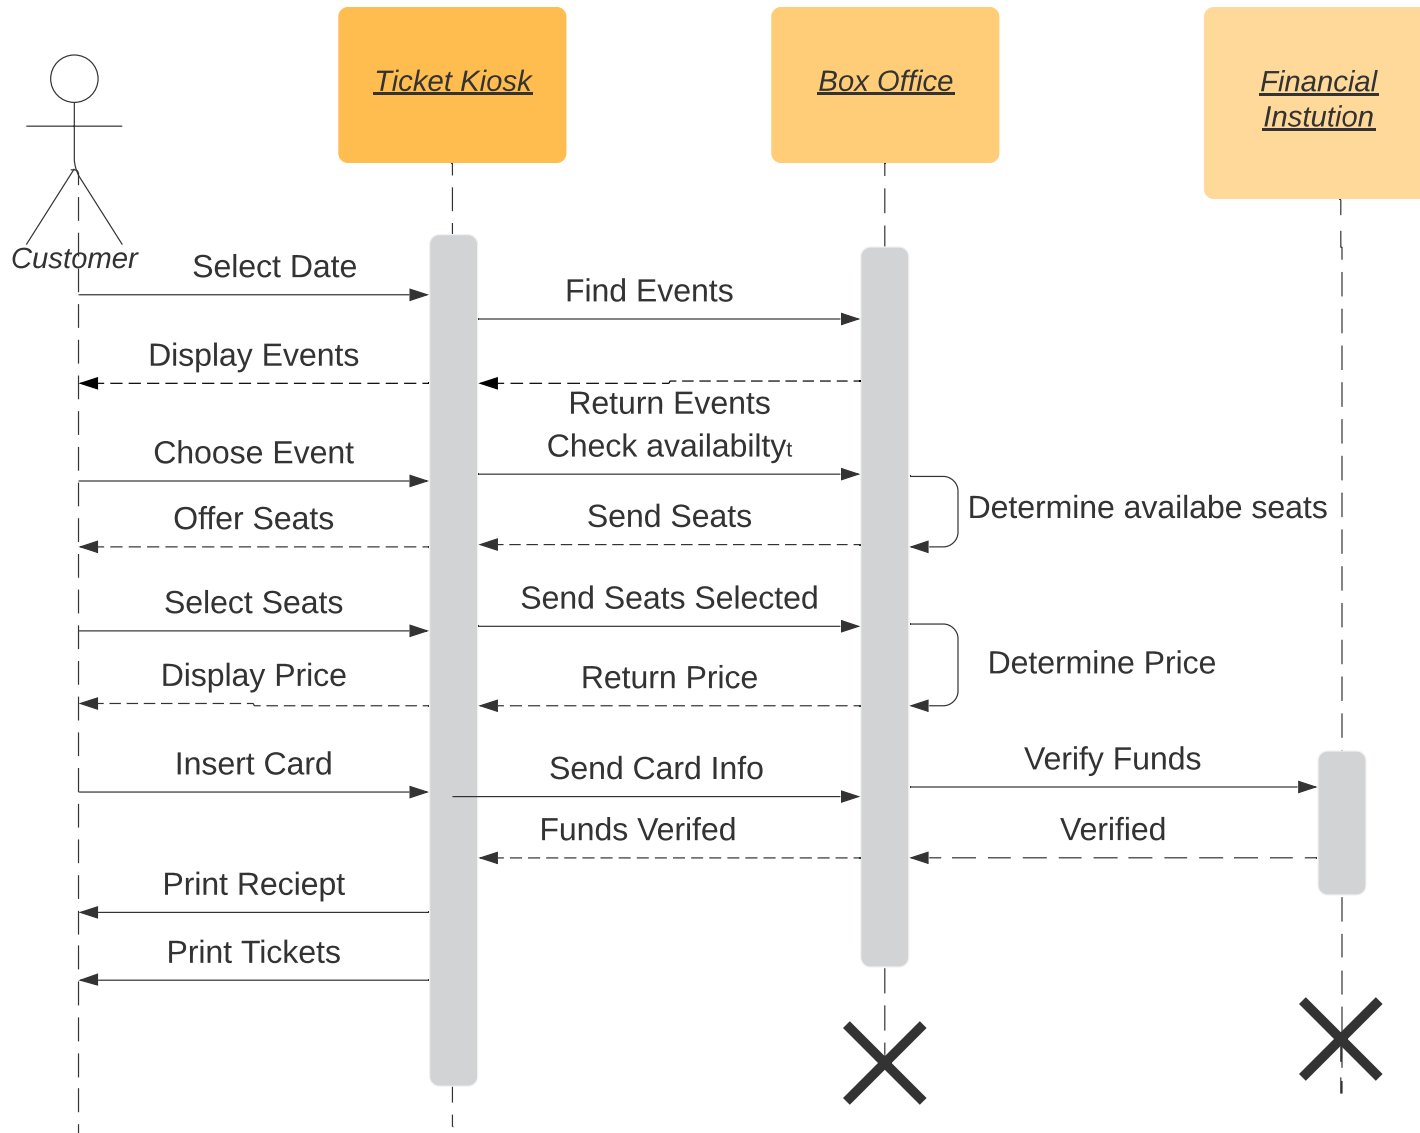 Ticket Kiosk
Box Office
Financial
Instution
Customer
Select Date
Find Events
Display Events
Return Events
Choose Event
Check availabiltyt
Determine availabe seats
Offer Seats
Send Seats
Select Seats
Send Seats Selected
Display Price
Return Price
Determine Price
Insert Card
Send Card Info
Verify Funds
Funds Verifed
Verified
Print Reciept
Print Tickets